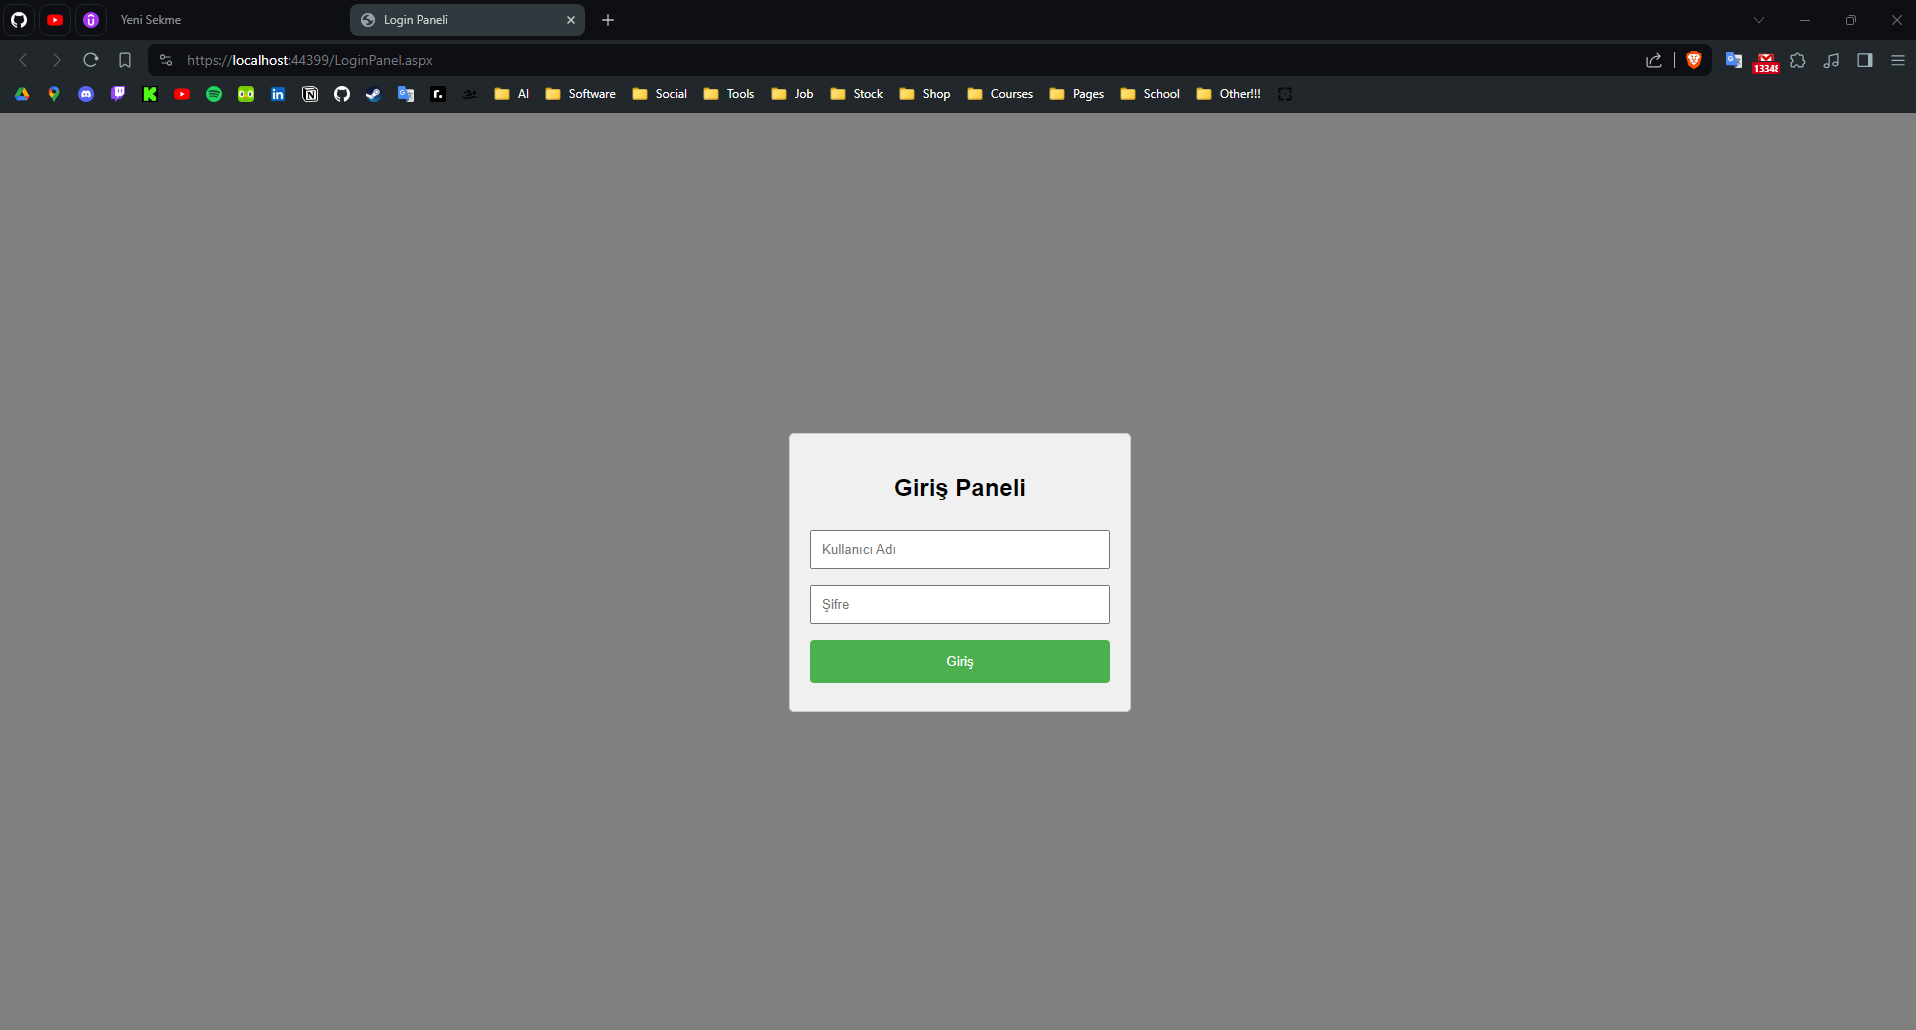 Yeni Sekme
Login Paneli
https://localhost:44399/LoginPanel.aspx
AI Software Social Tools Job Stock Shop Courses Pages School Other!!!
Giriş Paneli
Kullanıcı Adı
Şifre
Giriş